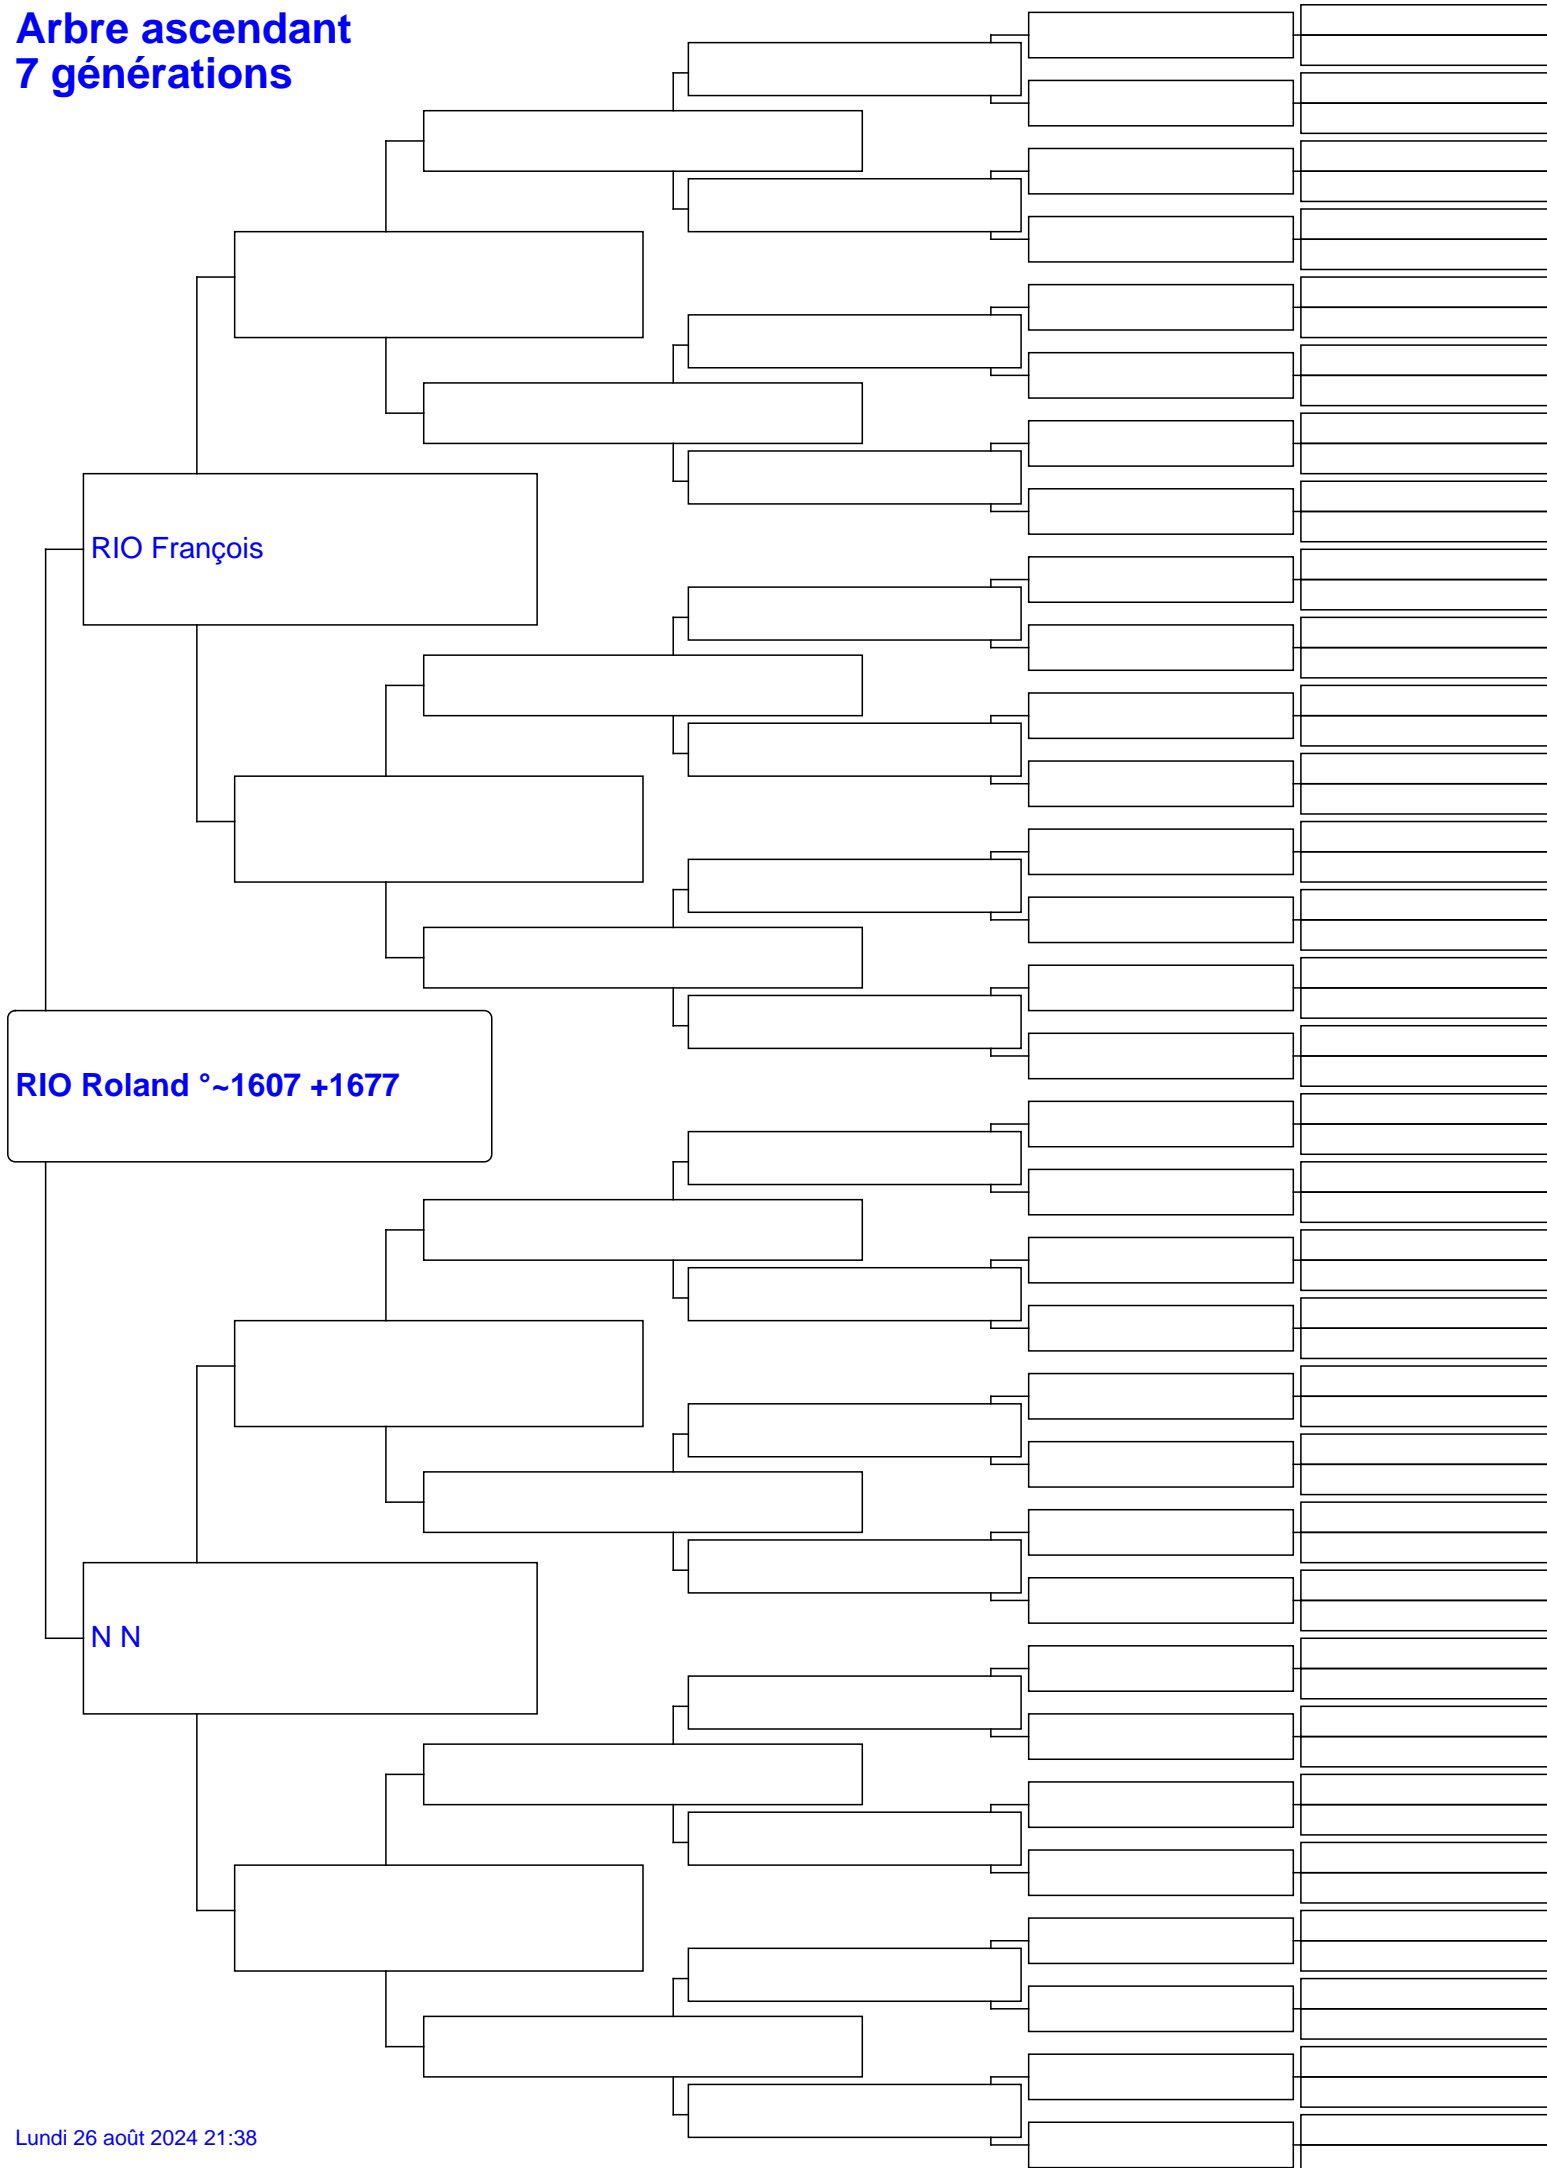 Arbre ascendant
7 générations
RIO François
RIO Roland °~1607 +1677
N N
Lundi 26 août 2024 21:38